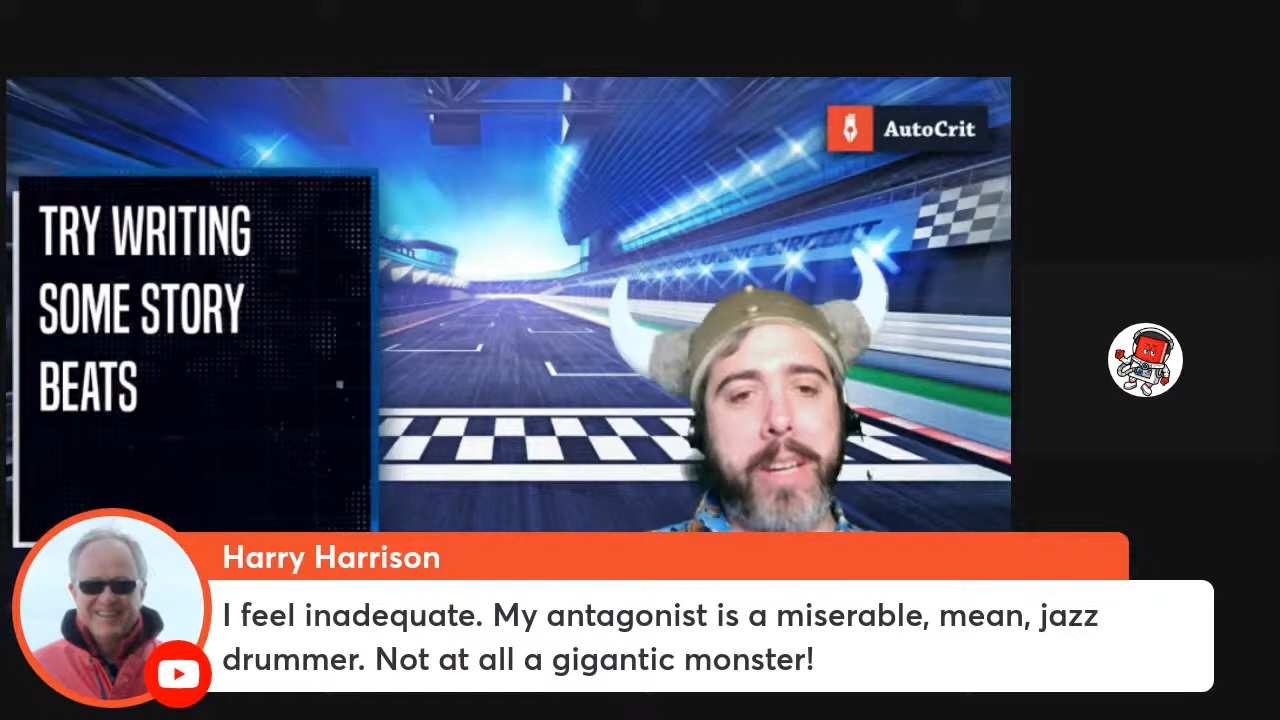 AutoCrit
TRY WRITING
SOME STORY
BEATS
Harry Harrison
I feel inadequate. My antagonist is a miserable, mean, jazz
drummer. Not at all a gigantic monster!